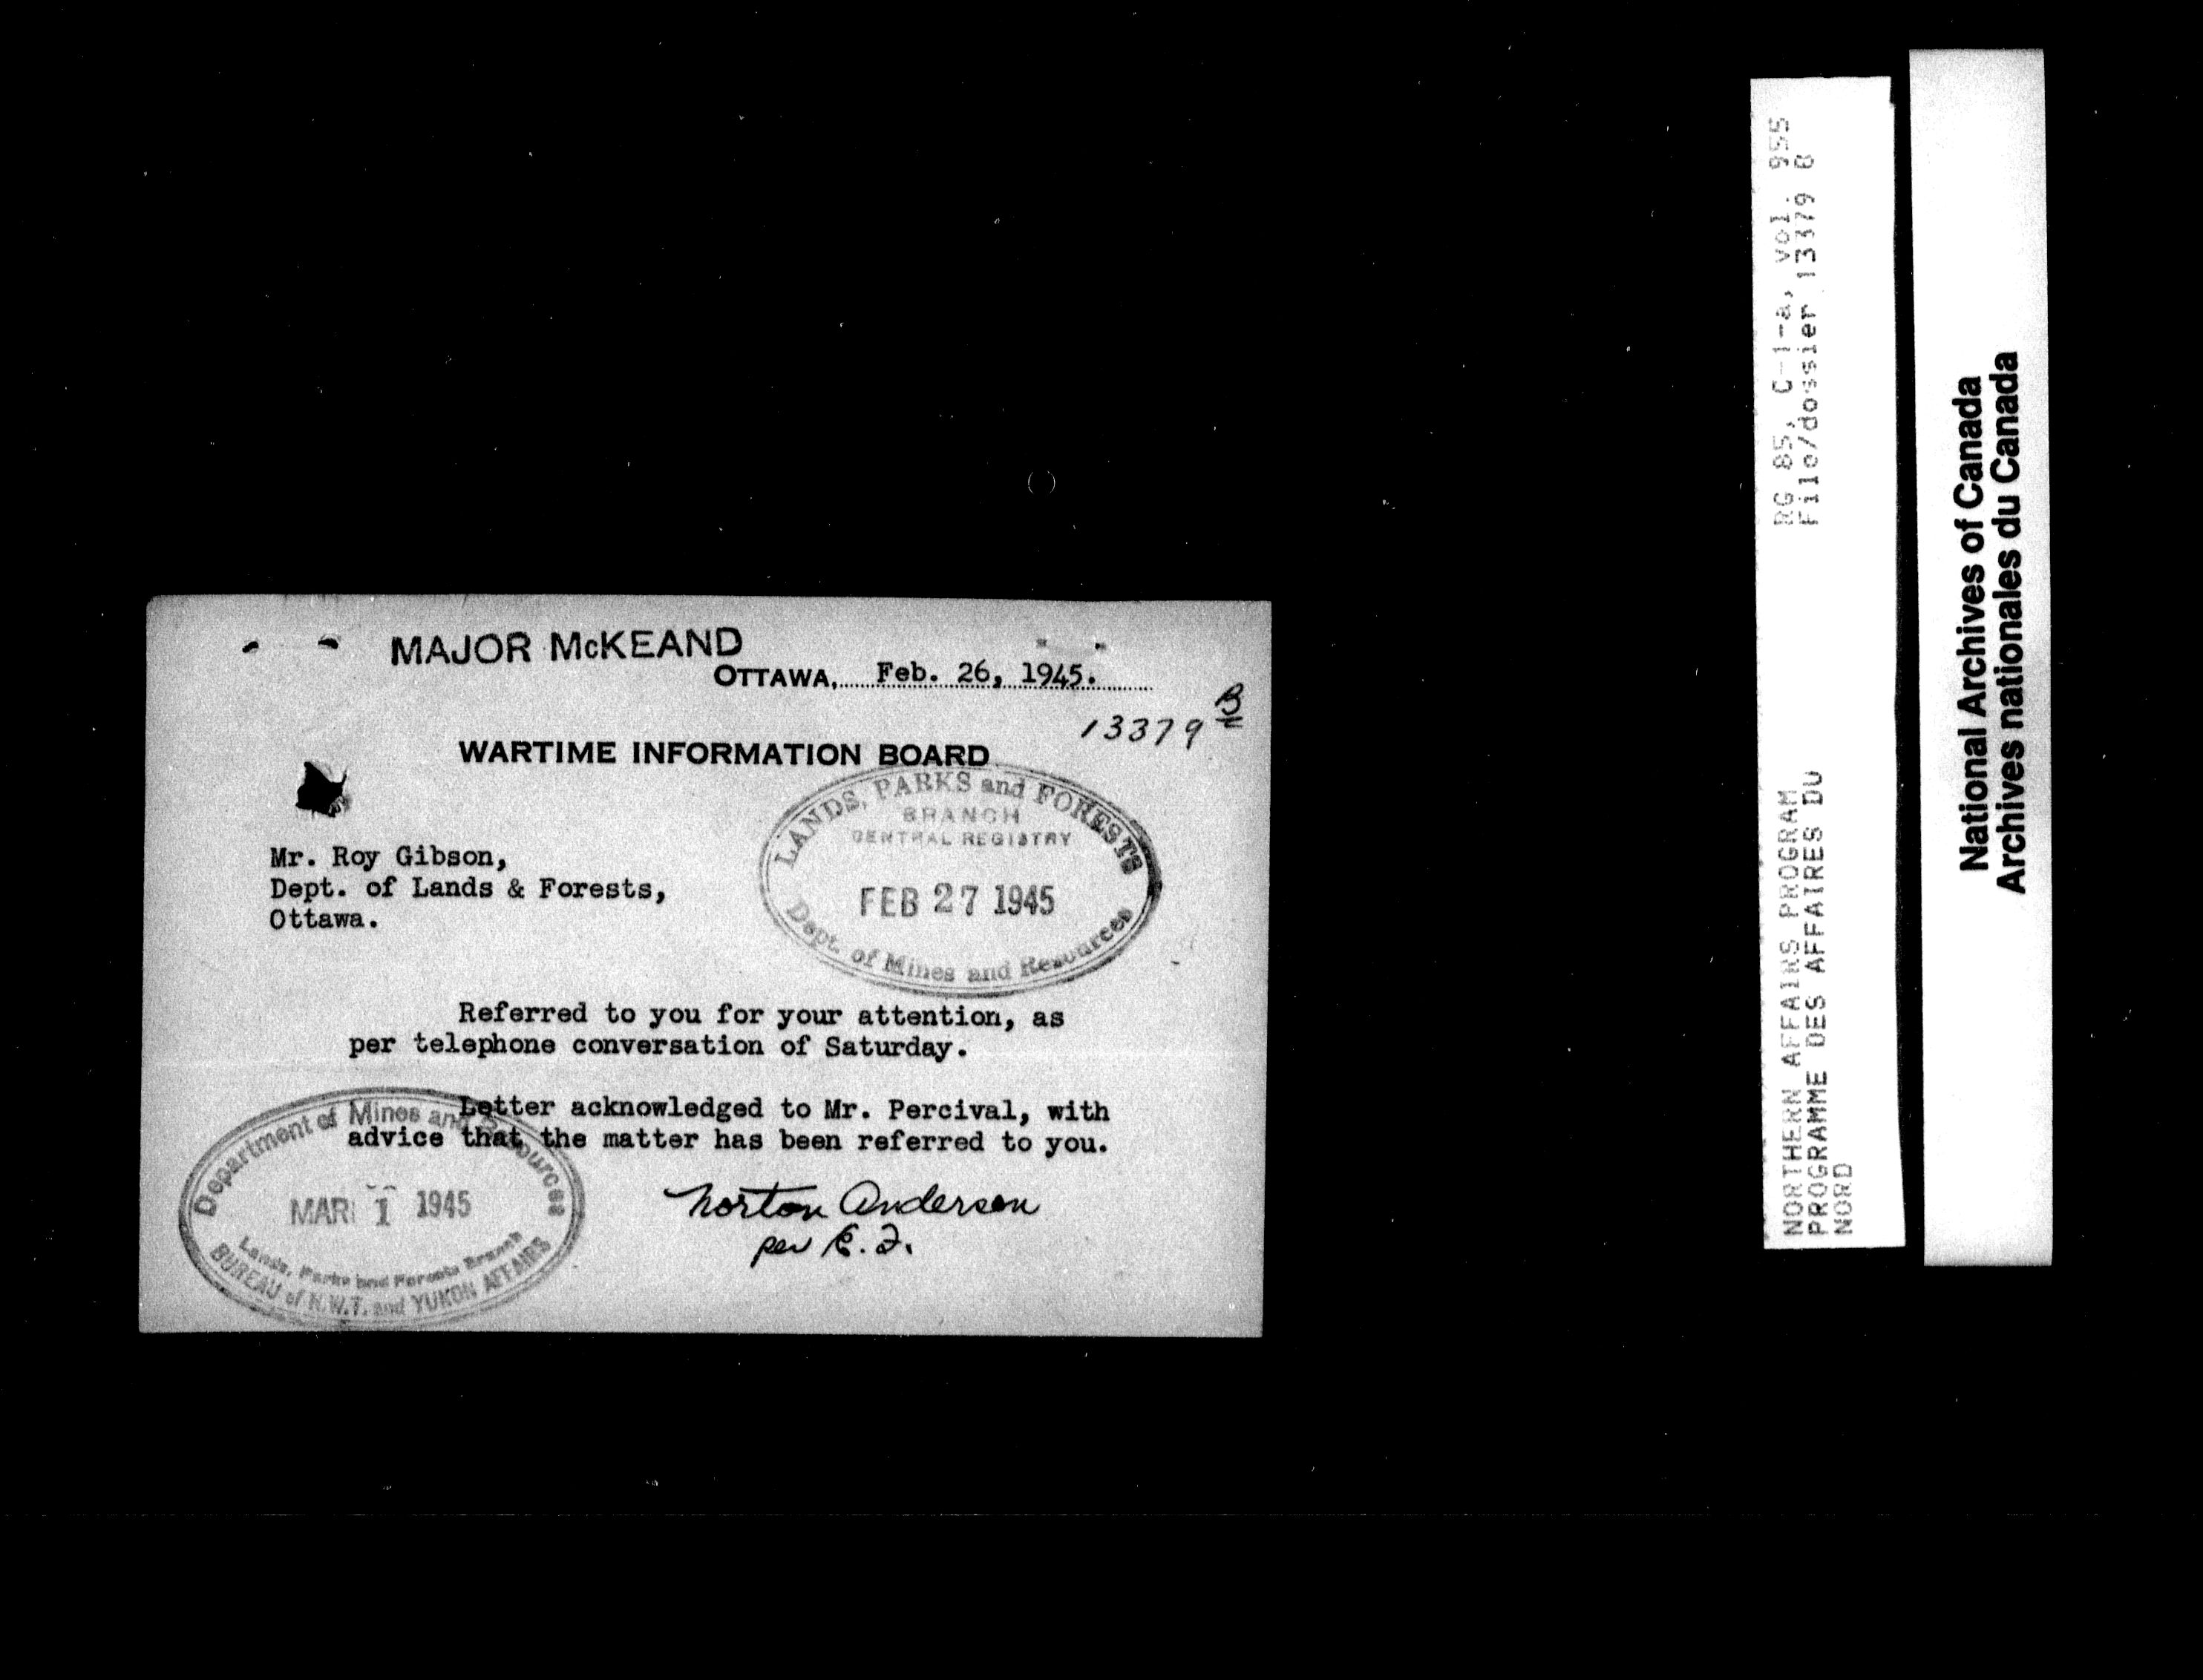 MAJOR McKEAND
OTTAWA, Feb. 26, 1945.
13379 B
WARTIME INFORMATION BOARD
LANDS, PARKS and FORESTS
BRANCH
CENTRAL REGISTRY
FEB 27 1945
Dept. of Mines and Resources
Mr. Roy Gibson,
Dept. of Lands & Forests,
Ottawa.
Referred to you for your attention, as
per telephone conversation of Saturday.
Letter acknowledged to Mr. Percival, with
advice that the matter has been referred to you.
Norton Anderson
per
Department of Mines and Resources
MAR 1 1945
Lands, Parks and Forests Branch
BUREAU of N.W.T. and YUKON AFFAIRS
RG 85, C-1-a, vol. 955
File/dossier 13379 B
NORTHERN AFFAIRS PROGRAM
PROGRAMME DES AFFAIRES DU
NORD
National Archives of Canada
Archives nationales du Canada